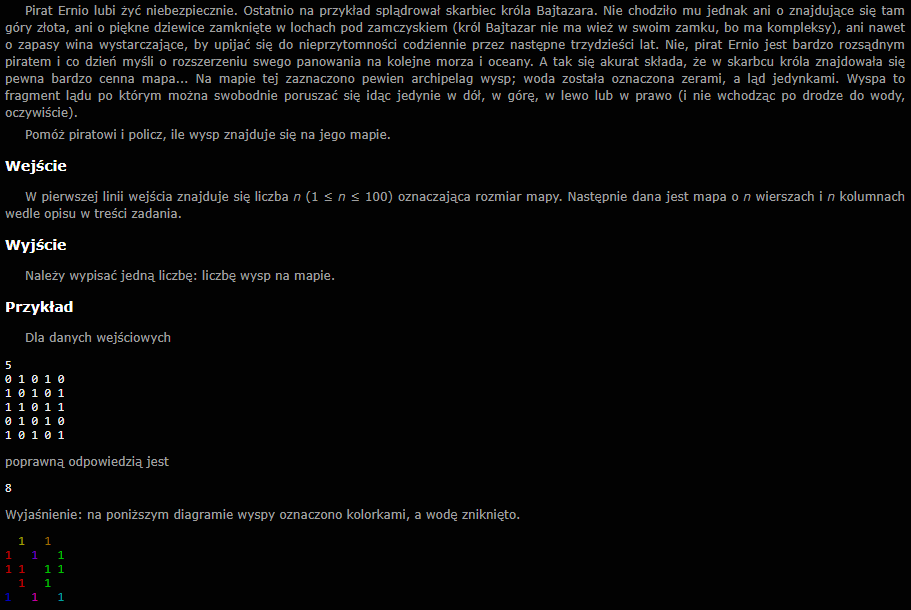 Pirat Ernio lubi żyć niebezpiecznie. Ostatnio na przykład splądrował skarbiec króla Bajtazara. Nie chodziło mu jednak ani o znajdujące się tam
góry złota, ani o piękne dziewice zamknięte w lochach pod zamczyskiem (król Bajtazar nie ma wież w swoim zamku, bo ma kompleksy), ani nawet
o zapasy wina wystarczające, by upijać się do nieprzytomności codziennie przez następne trzydzieści lat. Nie, pirat Ernio jest bardzo rozsądnym
piratem i co dzień myśli o rozszerzeniu swego panowania na kolejne morza i oceany. A tak się akurat składa, że w skarbcu króla znajdowała się
pewna bardzo cenna mapa... Na mapie tej zaznaczono pewien archipelag wysp; woda została oznaczona zerami, a ląd jedynkami. Wyspa to
fragment lądu po którym można swobodnie poruszać się idąc jedynie w dół, w górę, w lewo lub w prawo (i nie wchodząc po drodze do wody,
oczywiście).
Pomóż piratowi i policz, ile wysp znajduje się na jego mapie.
Wejście
W pierwszej linii wejścia znajduje się liczba n (1 ≤ n ≤ 100) oznaczająca rozmiar mapy. Następnie dana jest mapa o n wierszach i n kolumnach
wedle opisu w treści zadania.
Wyjście
Należy wypisać jedną liczbę: liczbę wysp na mapie.
Przykład
Dla danych wejściowych
5
0 1 0 1 0
1 0 1 0 1
1 1 0 1 1
0 1 0 1 0
1 0 1 0 1
poprawną odpowiedzią jest
8
Wyjaśnienie: na poniższym diagramie wyspy oznaczono kolorkami, a wodę zniknięto.
1 1
1 1 1
1 1 1 1
1 1
1 1 1